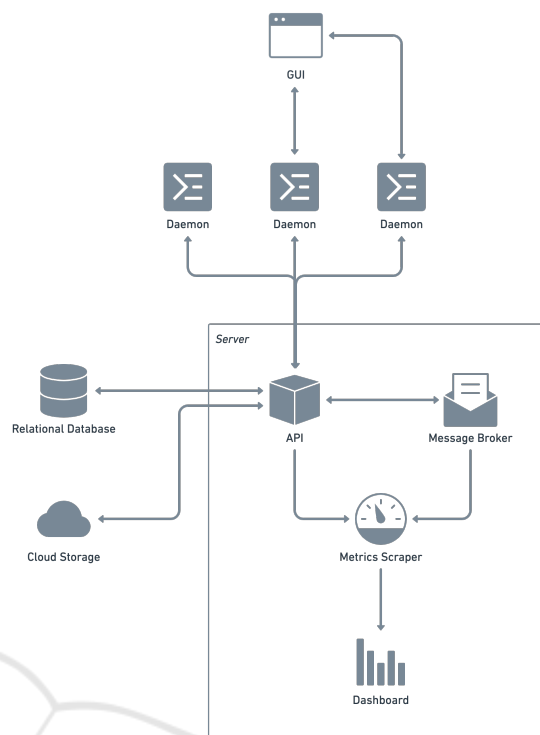 GUI
Daemon
Daemon
Daemon
Server
Relational Database
API
Message Broker
Cloud Storage
Metrics Scraper
Dashboard